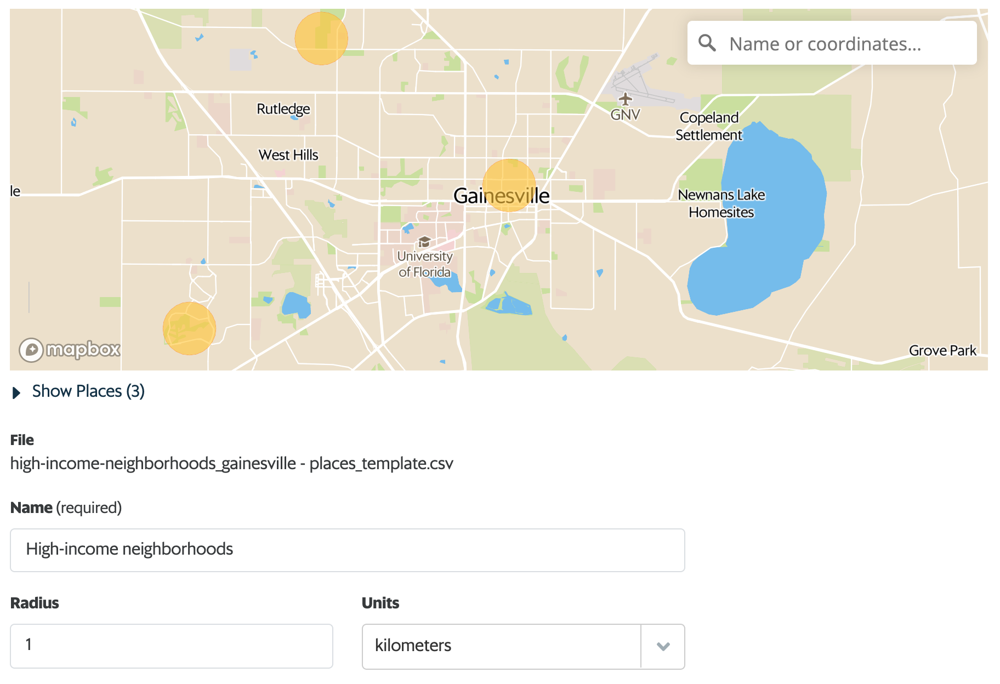 Name or coordinates...
Rutledge
GNV
Copeland
Settlement
West Hills
le
Gainesville
Newnans Lake
Homesites
University
of Florida
mapbox
Grove Park
Show Places (3)
File
high-income-neighborhoods_gainesville - places_template.csv
Name (required)
High-income neighborhoods
Radius
Units
1
kilometers